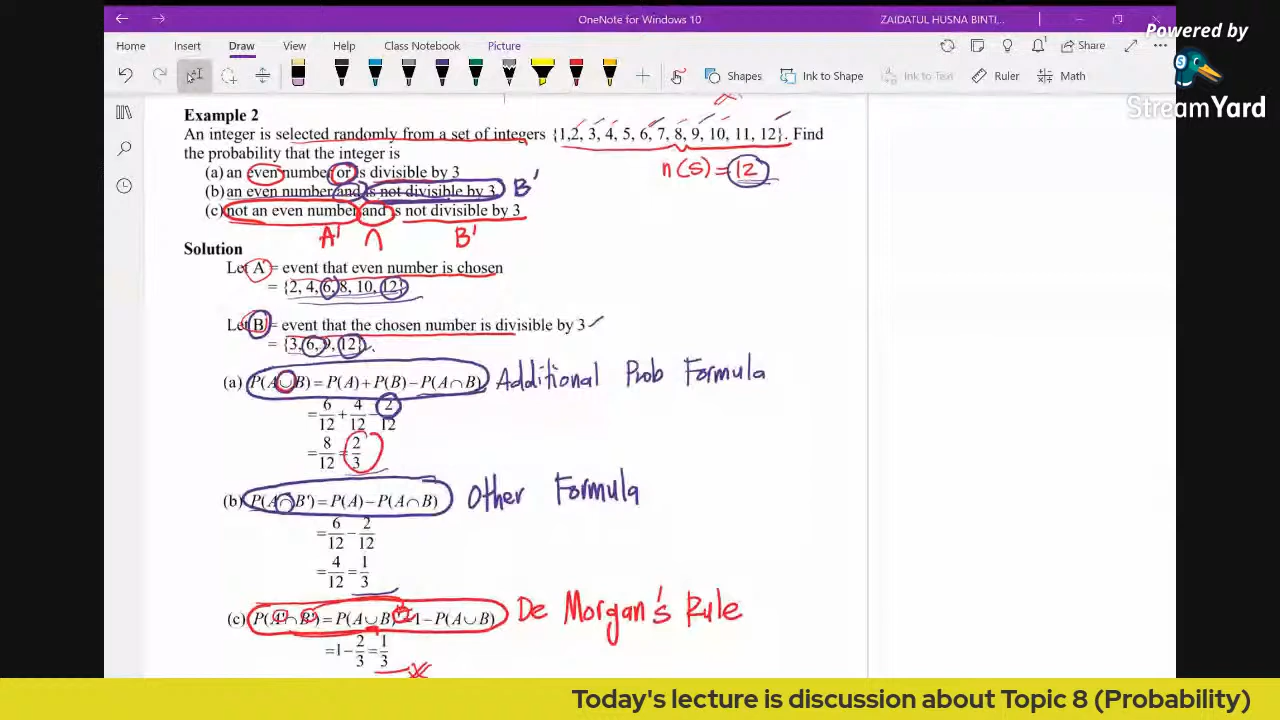 OneNote for Windows 10
ZAIDATUL HUSNA BINTI...
Powered by
StreamYard
Home Insert Draw View Help Class Notebook Picture Share
Shapes Ink to Shape Ink to Text Ruler Math
Example 2
An integer is selected randomly from a set of integers {1,2, 3, 4, 5, 6, 7, 8, 9, 10, 11, 12}. Find
the probability that the integer is
n(S) = 12
(a) an even number or is divisible by 3
(b) an even number and is not divisible by 3 B'
(c) not an even number and is not divisible by 3
A' ∩ B'
Solution
Let A = event that even number is chosen
= {2, 4, 6, 8, 10, 12}
Let B = event that the chosen number is divisible by 3
= {3, 6, 9, 12}
(a) P(A∪B) = P(A) + P(B) − P(A∩B) Additional Prob Formula
= 6/12 + 4/12 − 2/12
= 8/12 = 2/3
(b) P(A∩B') = P(A) − P(A∩B) Other Formula
= 6/12 − 2/12
= 4/12 = 1/3
(c) P(A'∩B') = P(A∪B)' = 1 − P(A∪B) De Morgan's Rule
= 1 − 2/3 = 1/3
Today's lecture is discussion about Topic 8 (Probability)